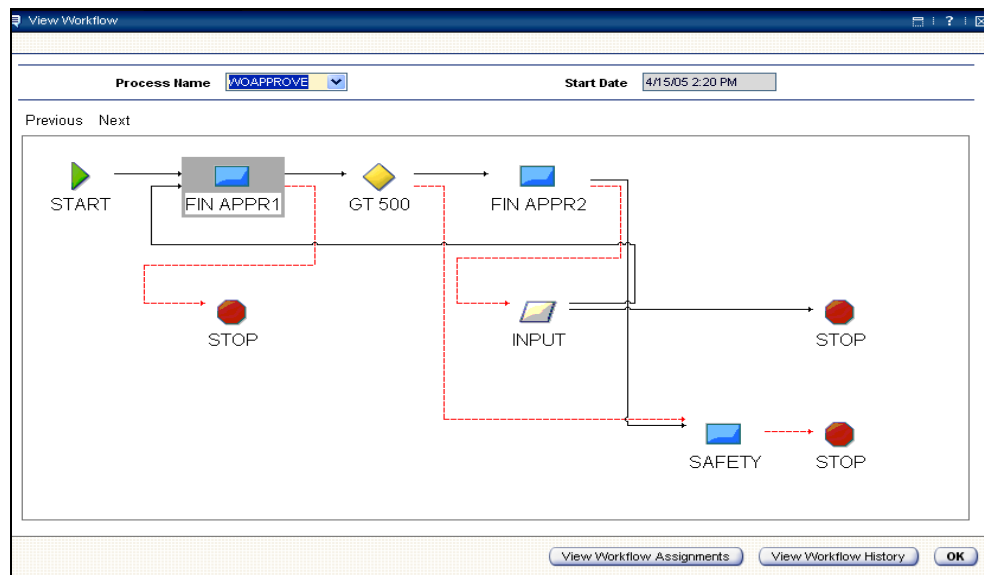 View Workflow
?
Process Name WOAPPROVE Start Date 4/15/05 2:20 PM
Previous Next
START FIN APPR1 GT 500 FIN APPR2
STOP INPUT STOP
SAFETY STOP
View Workflow Assignments View Workflow History OK